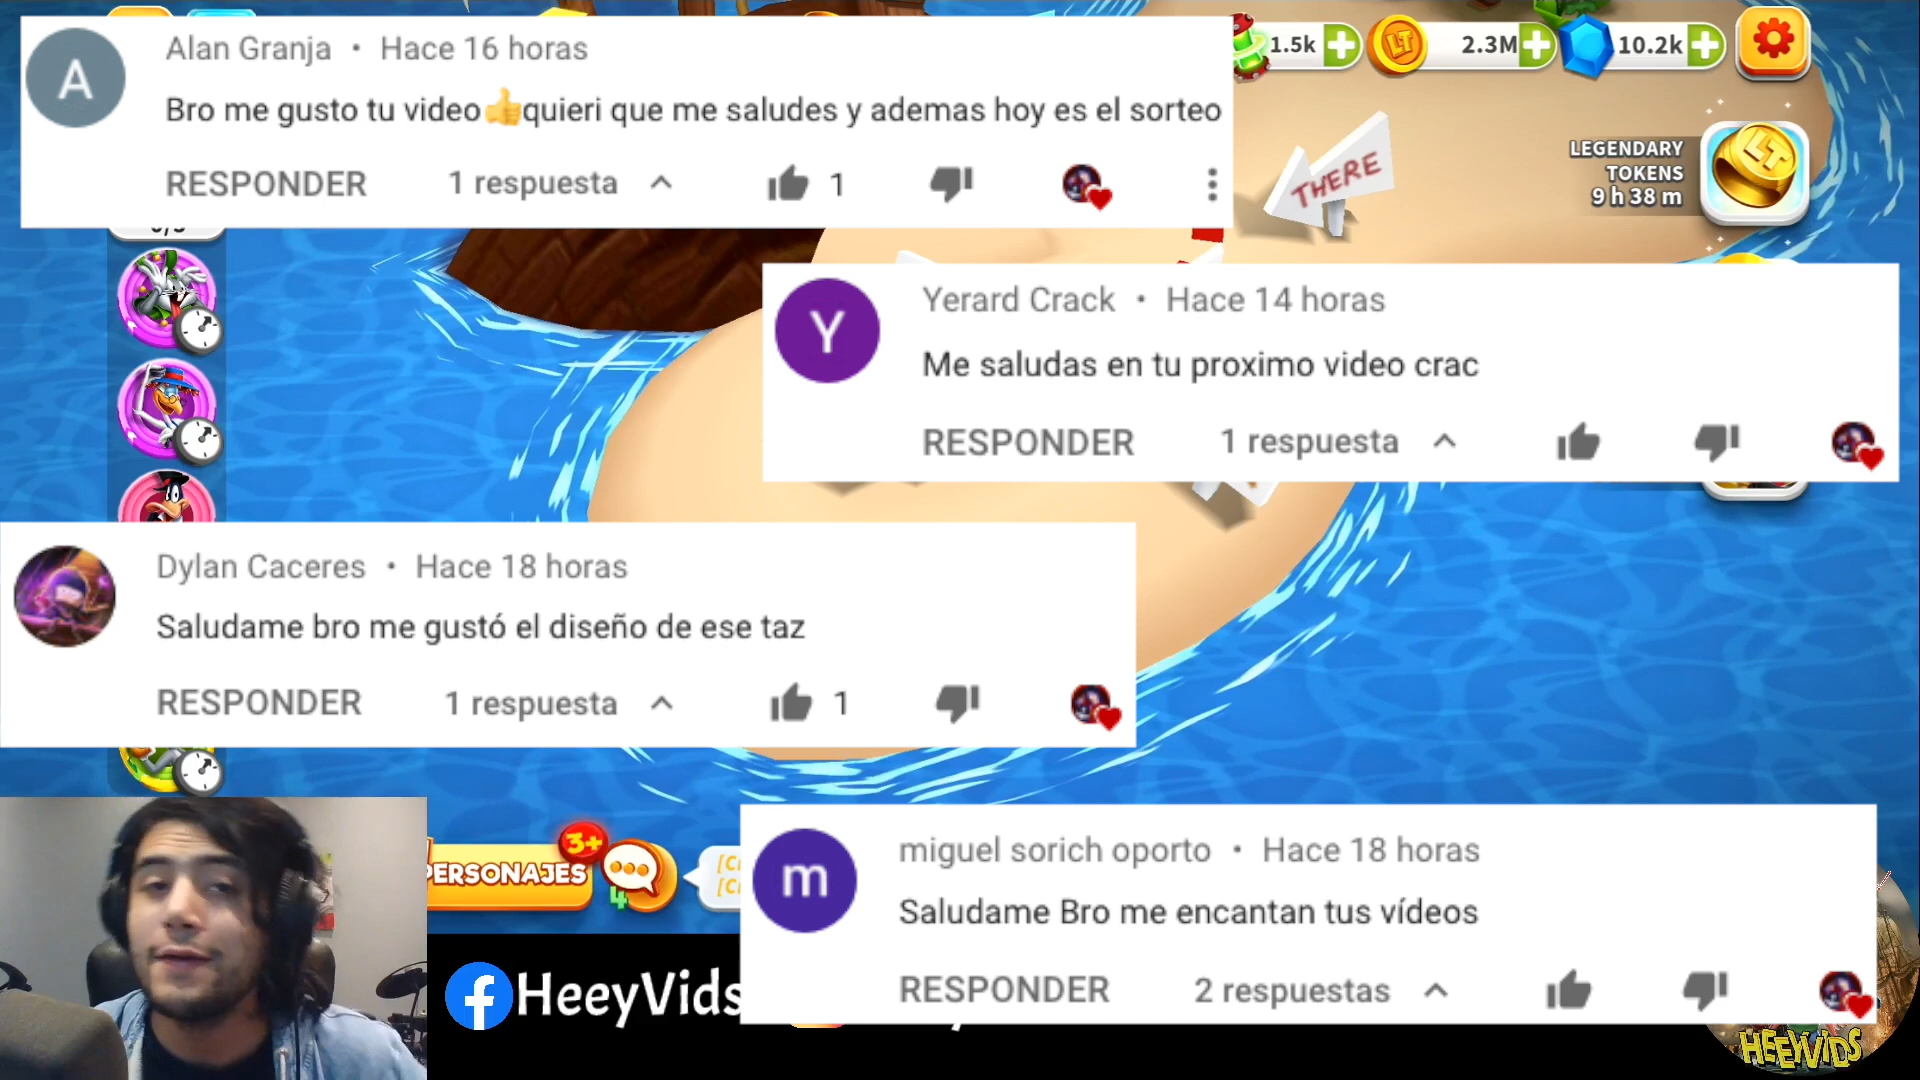 A
Alan Granja • Hace 16 horas
Bro me gusto tu video👍quieri que me saludes y ademas hoy es el sorteo
RESPONDER 1 respuesta 1
1.5k 2.3M 10.2k
LT
THERE
LEGENDARY
TOKENS
9 h 38 m
LT
Y
Yerard Crack • Hace 14 horas
Me saludas en tu proximo video crac
RESPONDER 1 respuesta
Dylan Caceres • Hace 18 horas
Saludame bro me gustó el diseño de ese taz
RESPONDER 1 respuesta 1
ERSONAJES
3+
4
m
miguel sorich oporto • Hace 18 horas
Saludame Bro me encantan tus vídeos
RESPONDER 2 respuestas
HeeyVids
HEEYVIDS